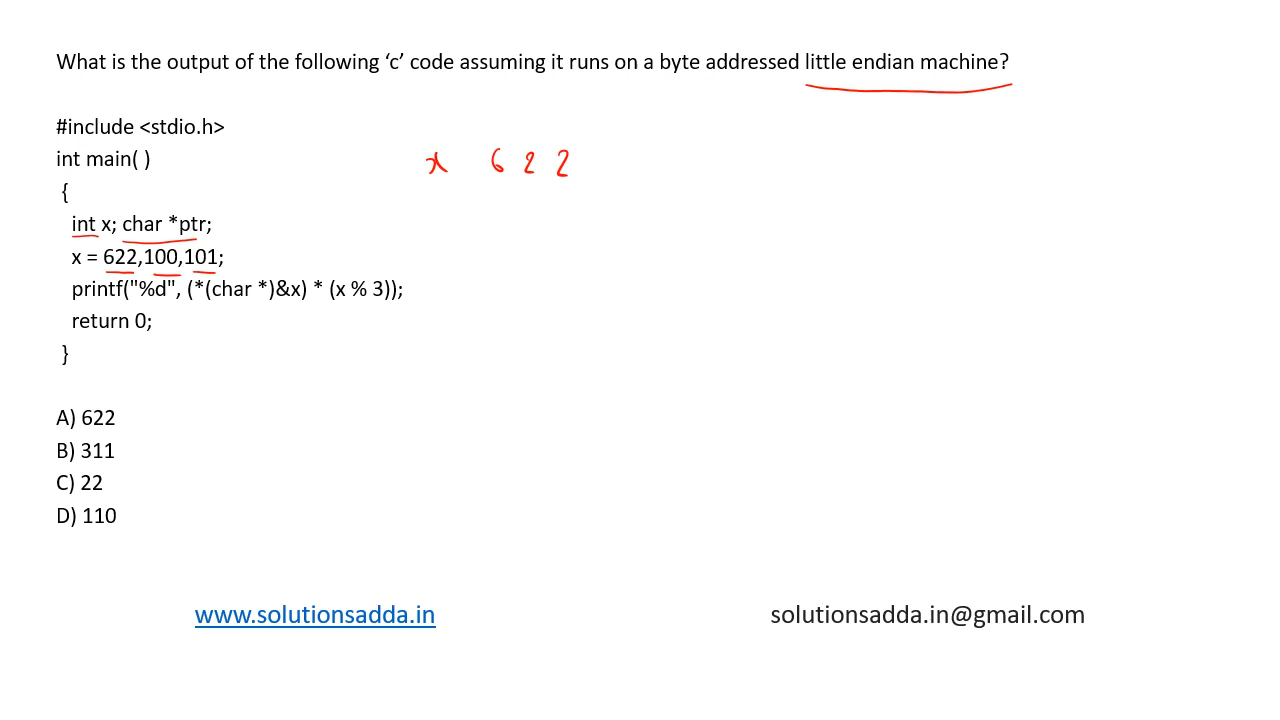 What is the output of the following ‘c’ code assuming it runs on a byte addressed little endian machine?
#include <stdio.h>
int main( )
x 6 2 2
{
int x; char *ptr;
x = 622,100,101;
printf("%d", (*(char *)&x) * (x % 3));
return 0;
}
A) 622
B) 311
C) 22
D) 110
www.solutionsadda.in
solutionsadda.in@gmail.com